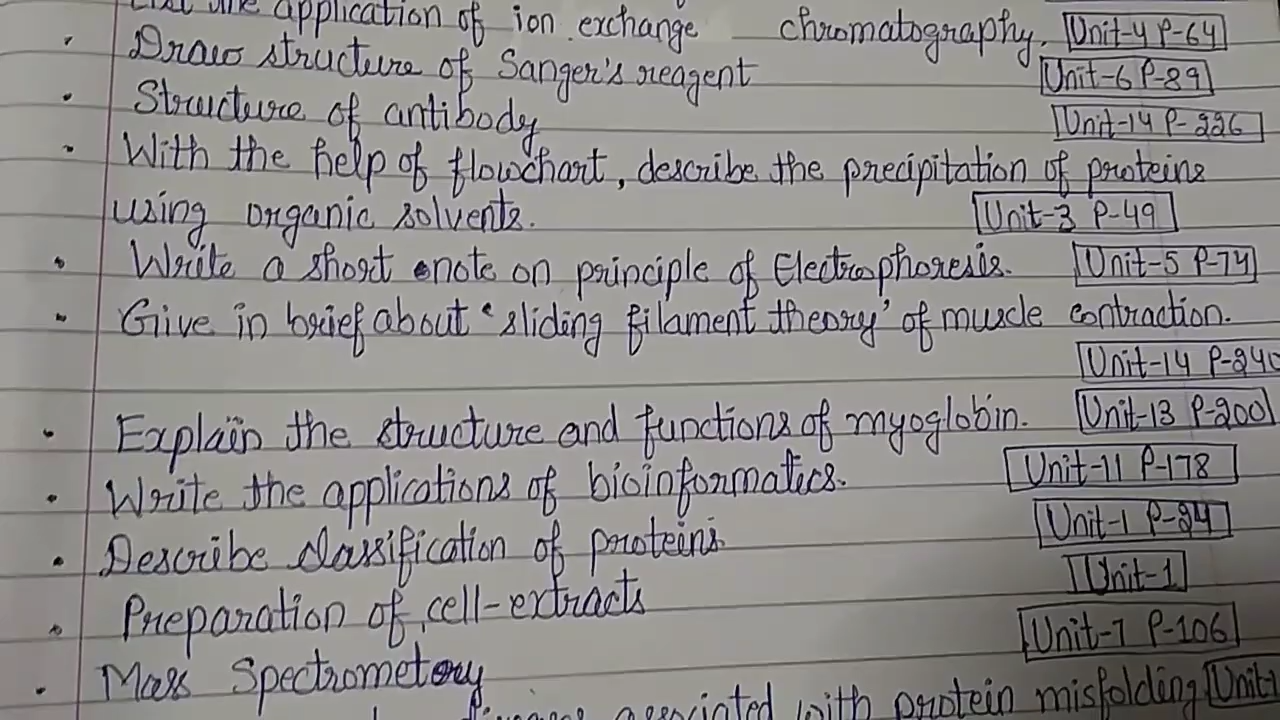 List the application of ion exchange chromatography. Unit-4 P-64
• Draw structure of Sanger's reagent Unit-6 P-89
• Structure of antibody Unit-14 P-226
• With the help of flowchart, describe the precipitation of proteins
using organic solvents. Unit-3 P-49
• Write a short note on principle of Electrophoresis. Unit-5 P-74
• Give in brief about 'sliding filament theory' of muscle contraction.
Unit-14 P-240
• Explain the structure and functions of myoglobin. Unit-13 P-200
• Write the applications of bioinformatics. Unit-11 P-178
• Describe classification of proteins Unit-1 P-24
• Preparation of cell-extracts Unit-1
• Mass Spectrometory Unit-7 P-106
associated with protein misfolding Unit-